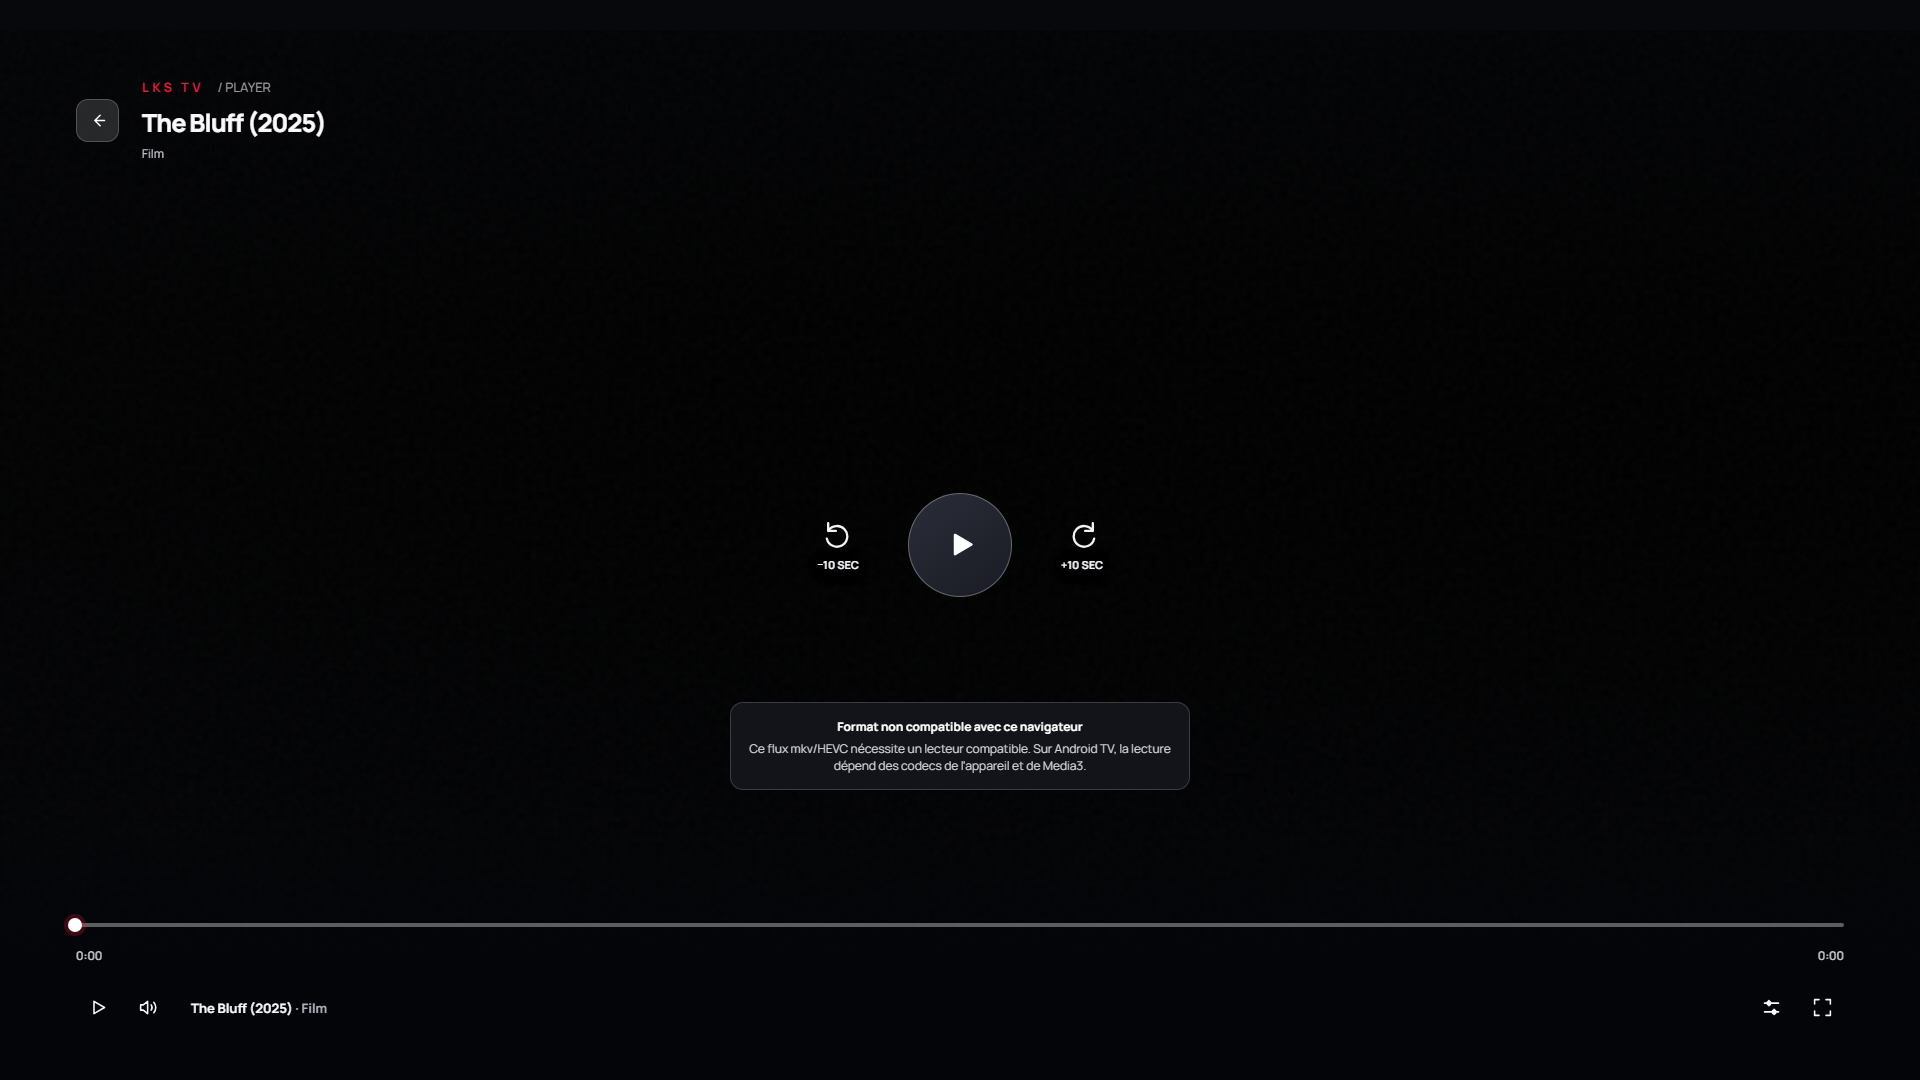 LKS TV / PLAYER
The Bluff (2025)
Film
−10 SEC
+10 SEC
Format non compatible avec ce navigateur
Ce flux mkv/HEVC nécessite un lecteur compatible. Sur Android TV, la lecture
dépend des codecs de l'appareil et de Media3.
0:00
0:00
The Bluff (2025) · Film